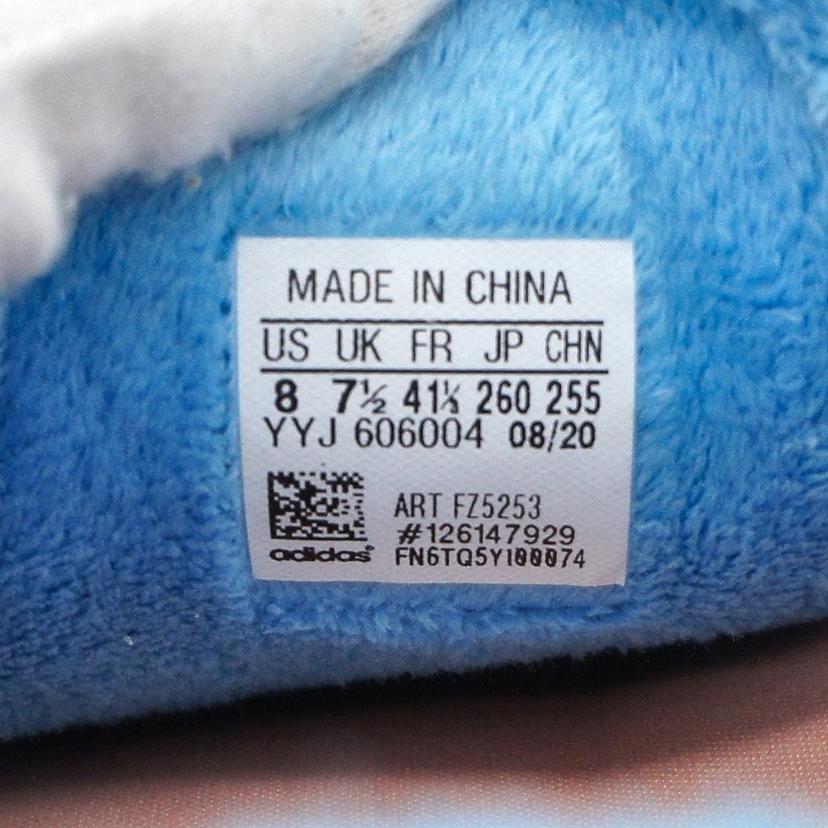 MADE IN CHINA
US UK FR JP CHN
8 7½ 41⅓ 260 255
YYJ 606004 08/20
ART FZ5253
#126147929
adidas
FN6TQ5Y100074